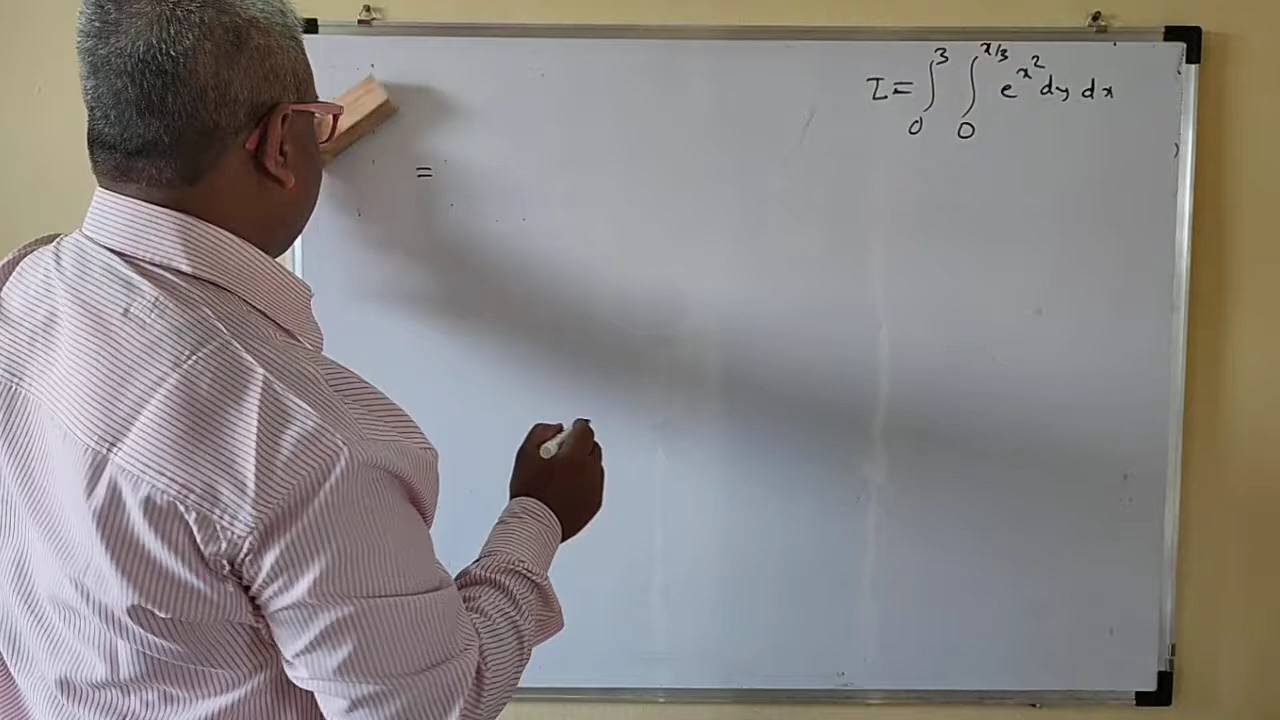 I = ∫₀³ ∫₀^{x/3} e^{x²} dy dx
=